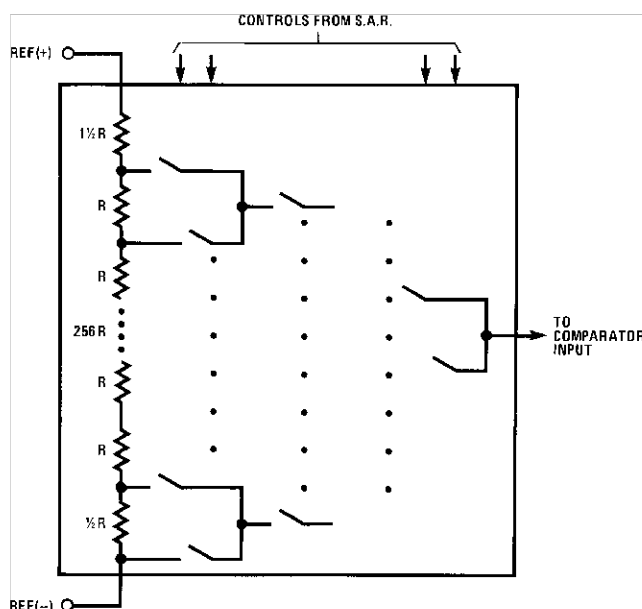 CONTROLS FROM S.A.R.
REF(+)
1½R
R
R
256R
R
R
½R
REF(–)
TO
COMPARATOR
INPUT